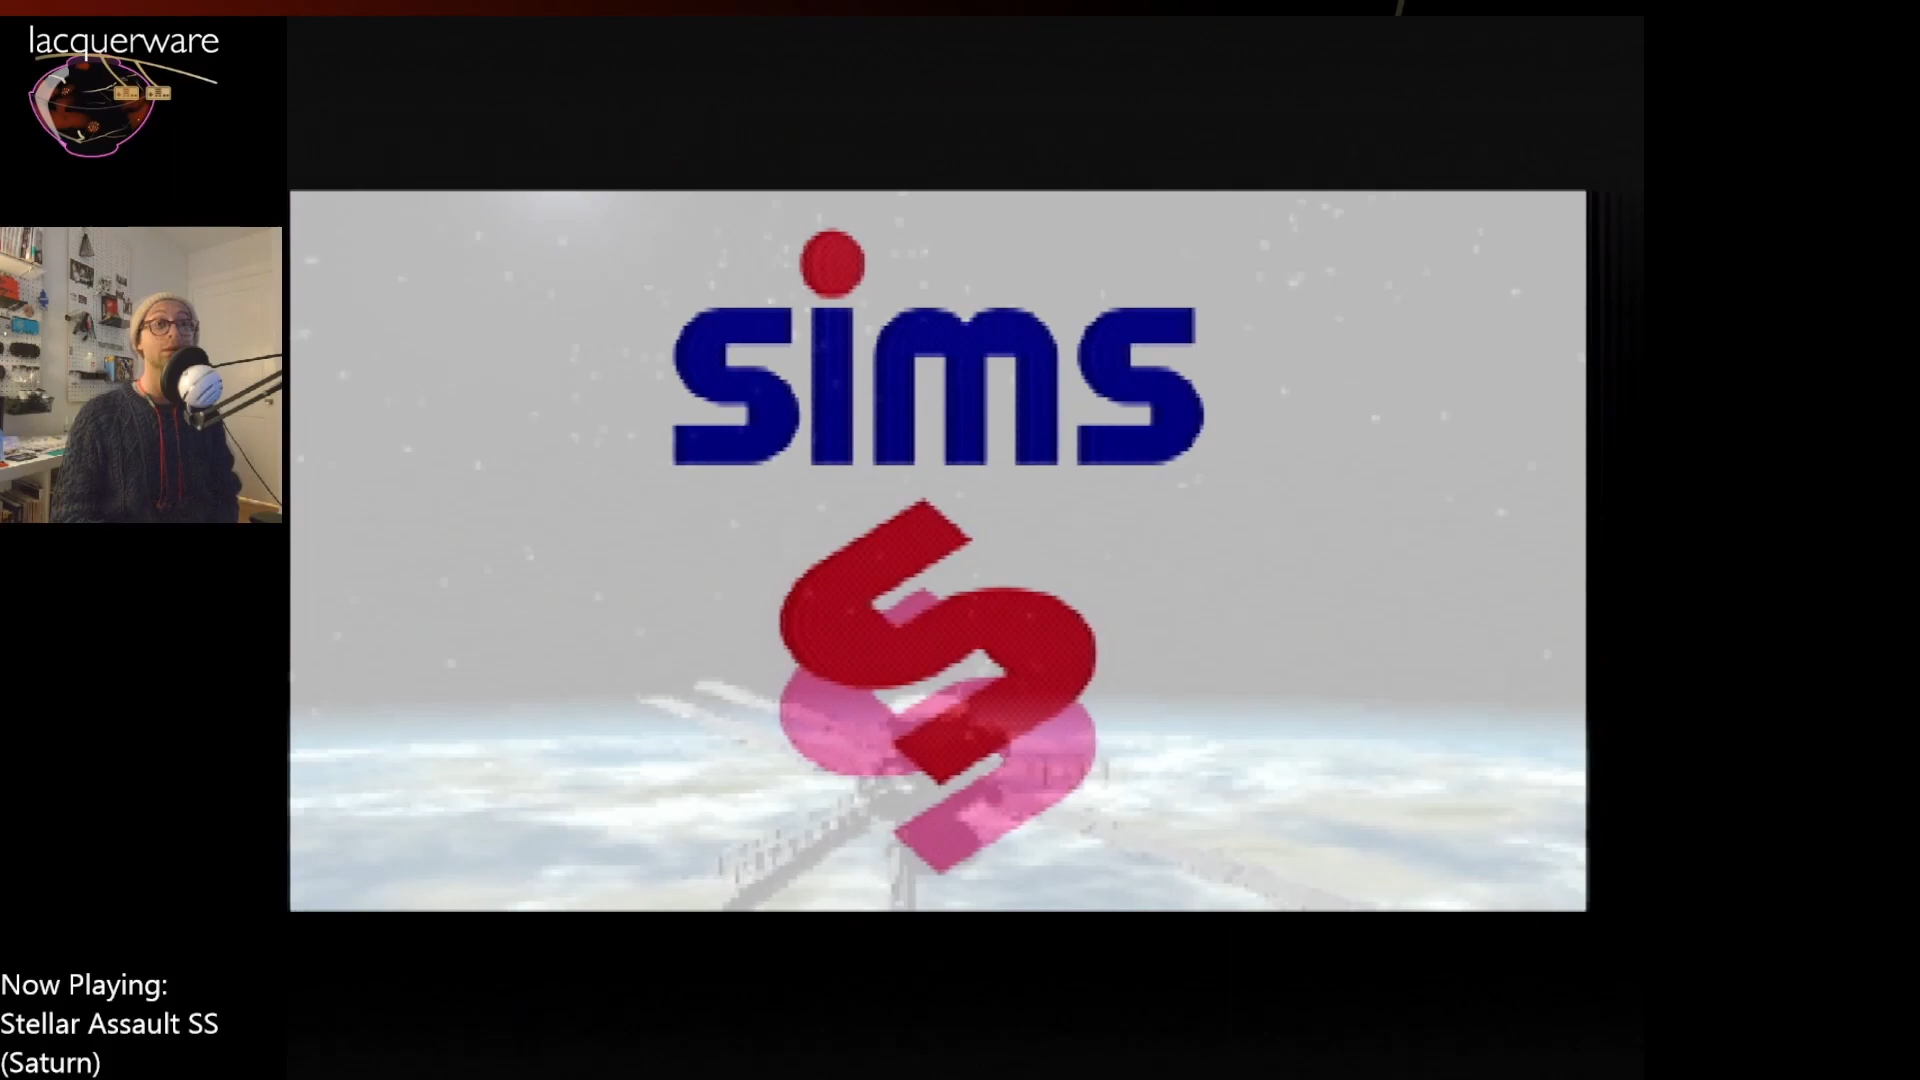 lacquerware
sims
Now Playing:
Stellar Assault SS
(Saturn)